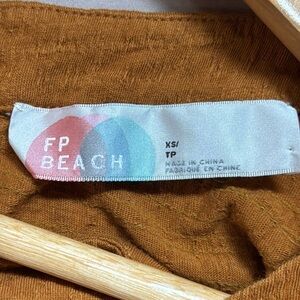 FP
BEACH
XS/
TP
MADE IN CHINA
FABRIQUÉ EN CHINE